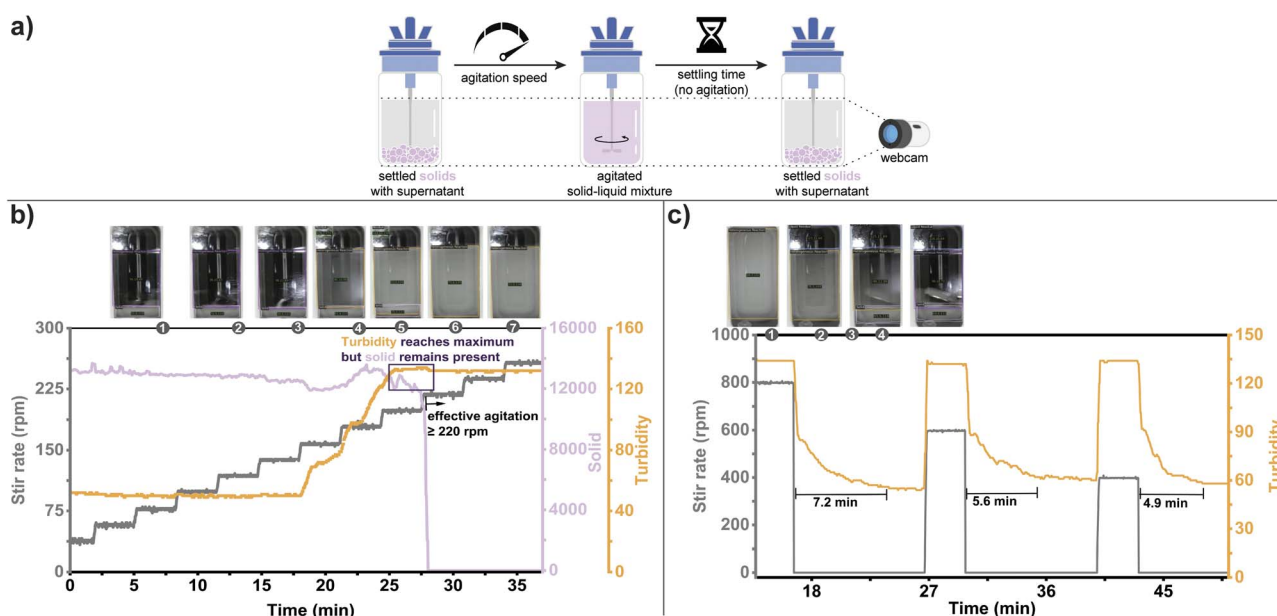 a)
agitation speed
settling time
(no agitation)
webcam
settled solids
with supernatant
agitated
solid-liquid mixture
settled solids
with supernatant
b)
1 2 3 4 5 6 7
Turbidity reaches maximum
but solid remains present
effective agitation
≥ 220 rpm
Stir rate (rpm)
300
225
150
75
0
Solid
16000
12000
8000
4000
0
Turbidity
160
120
80
40
0
0 5 10 15 20 25 30 35
Time (min)
c)
1 2 3 4
Stir rate (rpm)
1000
800
600
400
200
0
7.2 min
5.6 min
4.9 min
Turbidity
150
120
90
60
30
0
18 27 36 45
Time (min)